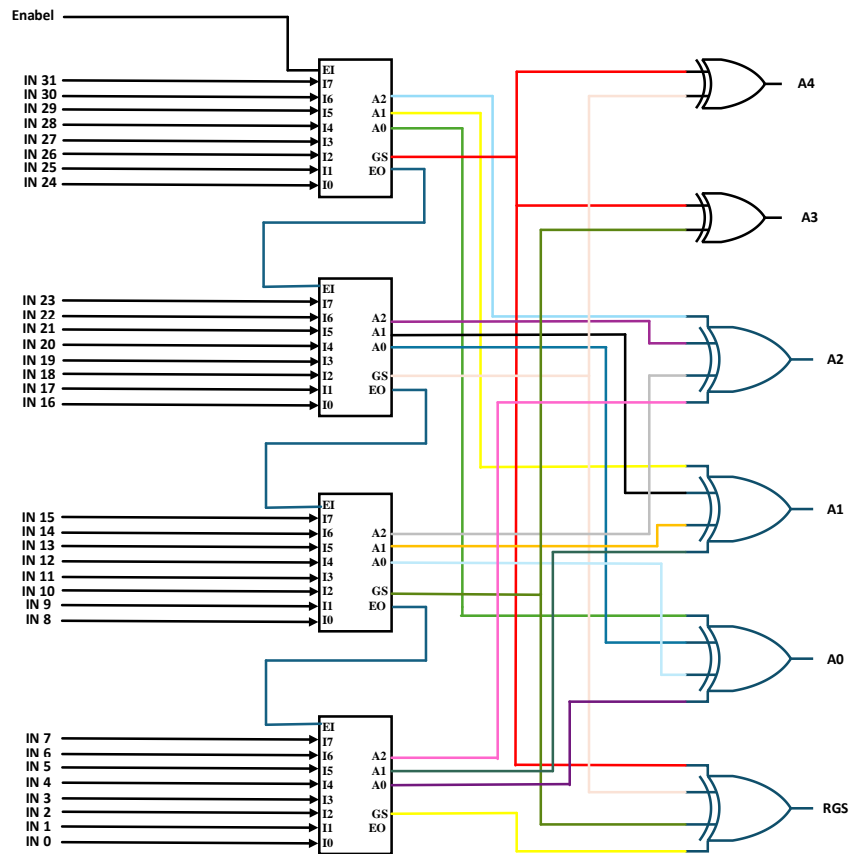 Enabel
EI
IN 31 I7
IN 30 I6 A2
IN 29 I5 A1
IN 28 I4 A0
IN 27 I3
IN 26 I2 GS
IN 25 I1 EO
IN 24 I0
A4
A3
EI
IN 23 I7
IN 22 I6 A2
IN 21 I5 A1
IN 20 I4 A0
IN 19 I3
IN 18 I2 GS
IN 17 I1 EO
IN 16 I0
A2
EI
IN 15 I7
IN 14 I6 A2
IN 13 I5 A1
IN 12 I4 A0
IN 11 I3
IN 10 I2 GS
IN 9 I1 EO
IN 8 I0
A1
A0
EI
IN 7 I7
IN 6 I6 A2
IN 5 I5 A1
IN 4 I4 A0
IN 3 I3
IN 2 I2 GS
IN 1 I1 EO
IN 0 I0
RGS